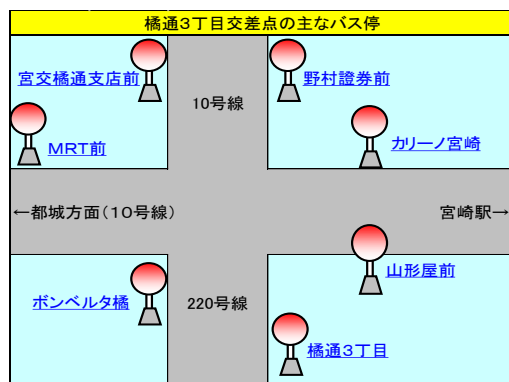 橘通3丁目交差点の主なバス停
宮交橘通支店前
野村證券前
10号線
MRT前
カリーノ宮崎
←都城方面(10号線)
宮崎駅→
山形屋前
ボンベルタ橘
220号線
橘通3丁目